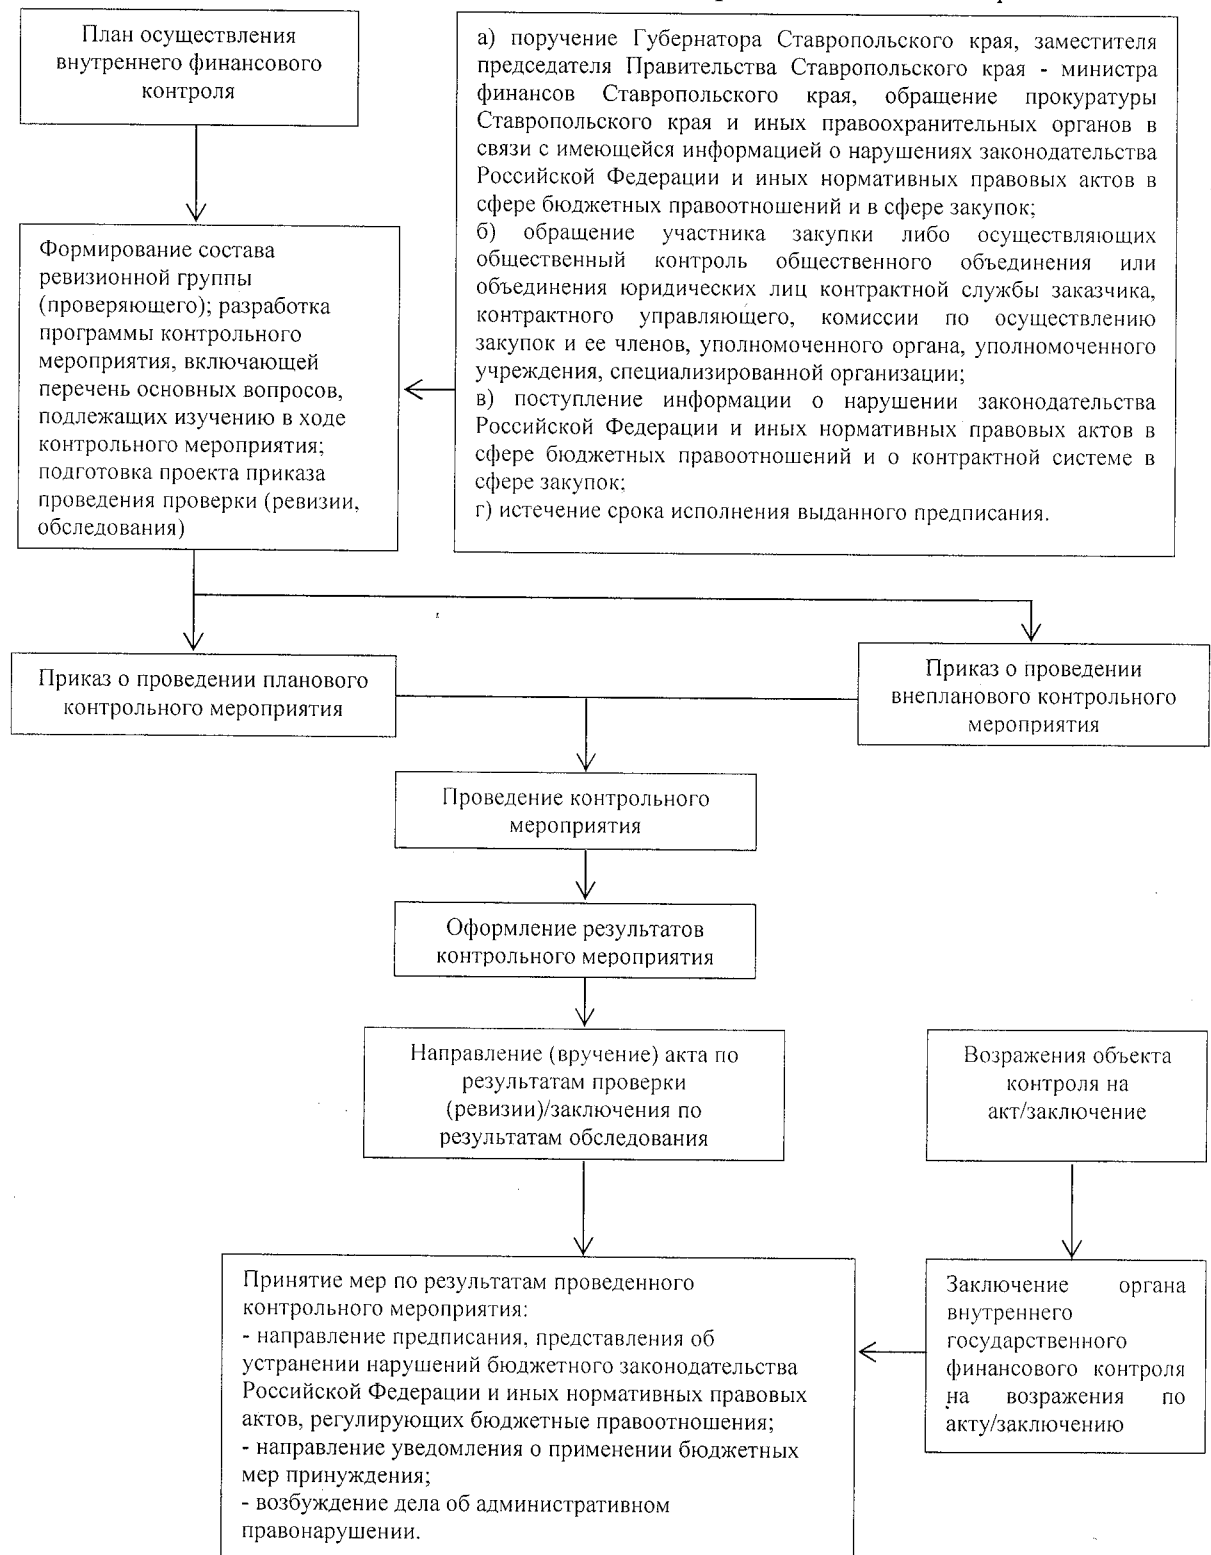 План осуществления
внутреннего финансового
контроля
а) поручение Губернатора Ставропольского края, заместителя
председателя Правительства Ставропольского края - министра
финансов Ставропольского края, обращение прокуратуры
Ставропольского края и иных правоохранительных органов в
связи с имеющейся информацией о нарушениях законодательства
Российской Федерации и иных нормативных правовых актов в
сфере бюджетных правоотношений и в сфере закупок;
б) обращение участника закупки либо осуществляющих
общественный контроль общественного объединения или
объединения юридических лиц контрактной службы заказчика,
контрактного управляющего, комиссии по осуществлению
закупок и ее членов, уполномоченного органа, уполномоченного
учреждения, специализированной организации;
в) поступление информации о нарушении законодательства
Российской Федерации и иных нормативных правовых актов в
сфере бюджетных правоотношений и о контрактной системе в
сфере закупок;
г) истечение срока исполнения выданного предписания.
Формирование состава
ревизионной группы
(проверяющего); разработка
программы контрольного
мероприятия, включающей
перечень основных вопросов,
подлежащих изучению в ходе
контрольного мероприятия;
подготовка проекта приказа
проведения проверки (ревизии,
обследования)
Приказ о проведении планового
контрольного мероприятия
Приказ о проведении
внепланового контрольного
мероприятия
Проведение контрольного
мероприятия
Оформление результатов
контрольного мероприятия
Направление (вручение) акта по
результатам проверки
(ревизии)/заключения по
результатам обследования
Возражения объекта
контроля на
акт/заключение
Принятие мер по результатам проведенного
контрольного мероприятия:
- направление предписания, представления об
устранении нарушений бюджетного законодательства
Российской Федерации и иных нормативных правовых
актов, регулирующих бюджетные правоотношения;
- направление уведомления о применении бюджетных
мер принуждения;
- возбуждение дела об административном
правонарушении.
Заключение органа
внутреннего
государственного
финансового контроля
на возражения по
акту/заключению